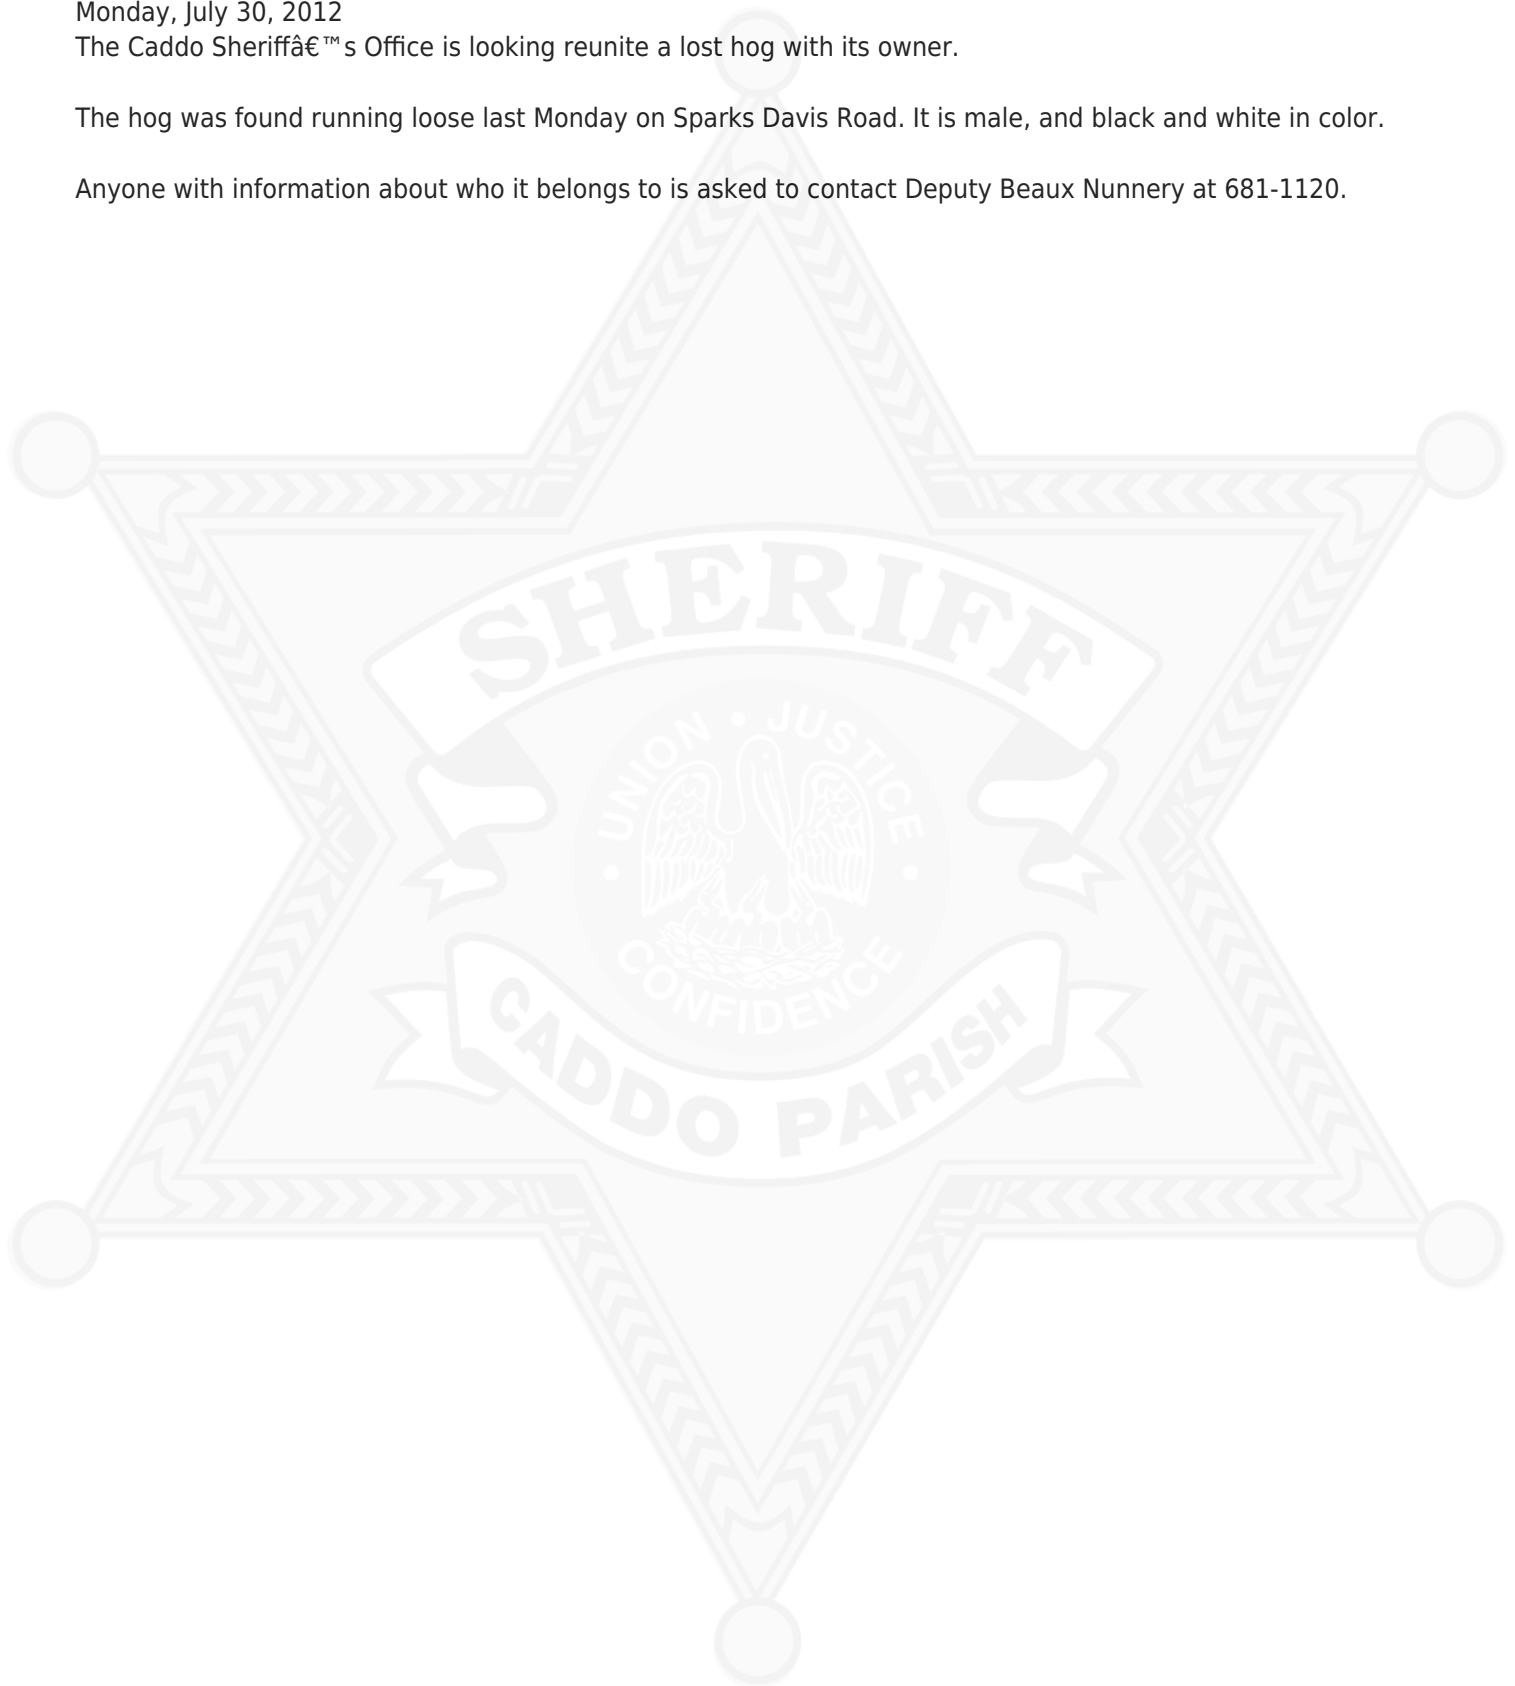 Monday, July 30, 2012
The Caddo Sheriffâ€™s Office is looking reunite a lost hog with its owner.
The hog was found running loose last Monday on Sparks Davis Road. It is male, and black and white in color.
Anyone with information about who it belongs to is asked to contact Deputy Beaux Nunnery at 681-1120.
SHERIFF
UNION • JUSTICE
• CONFIDENCE •
CADDO PARISH